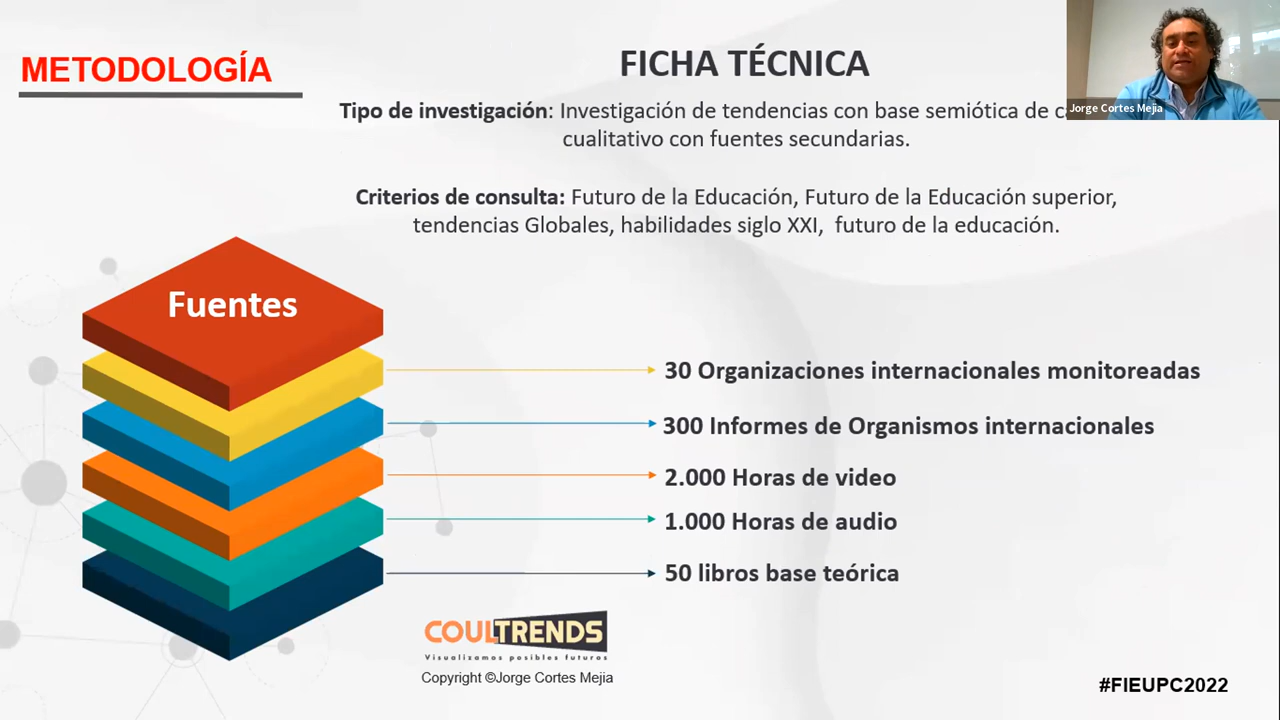 METODOLOGÍA
FICHA TÉCNICA
Tipo de investigación: Investigación de tendencias con base semiótica de
cualitativo con fuentes secundarias.
Jorge Cortes Mejia
Criterios de consulta: Futuro de la Educación, Futuro de la Educación superior,
tendencias Globales, habilidades siglo XXI, futuro de la educación.
Fuentes
30 Organizaciones internacionales monitoreadas
300 Informes de Organismos internacionales
2.000 Horas de video
1.000 Horas de audio
50 libros base teórica
COULTRENDS
Visualizamos posibles futuros
Copyright ©Jorge Cortes Mejia
#FIEUPC2022